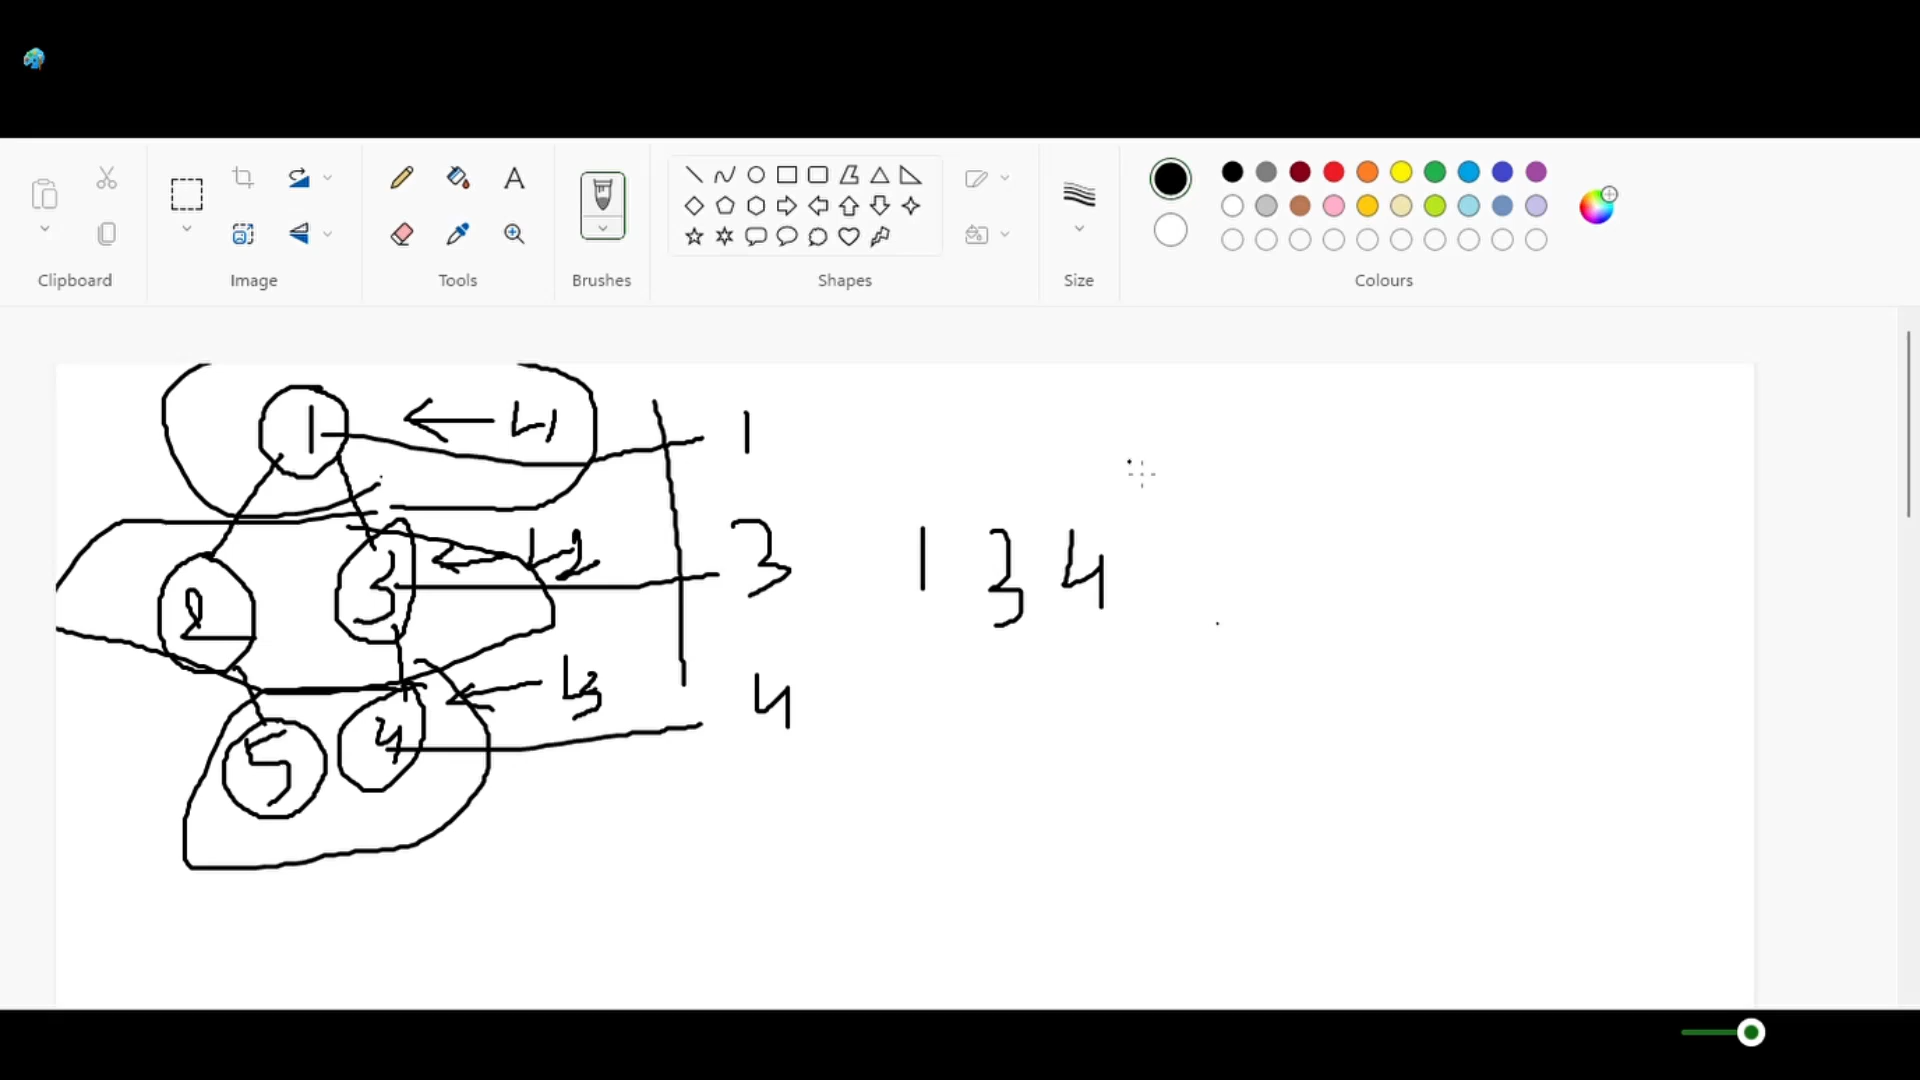 Clipboard
Image
Tools
Brushes
Shapes
Size
Colours
1 ← L1 1
2 3 ← L2 3 1 3 4
5 4 ← L3 4